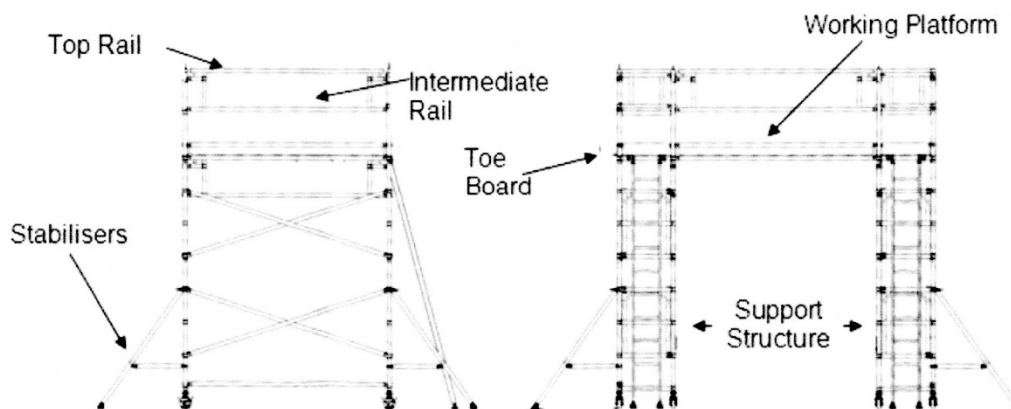 Top Rail
Intermediate
Rail
Working Platform
Toe
Board
Stabilisers
Support
Structure